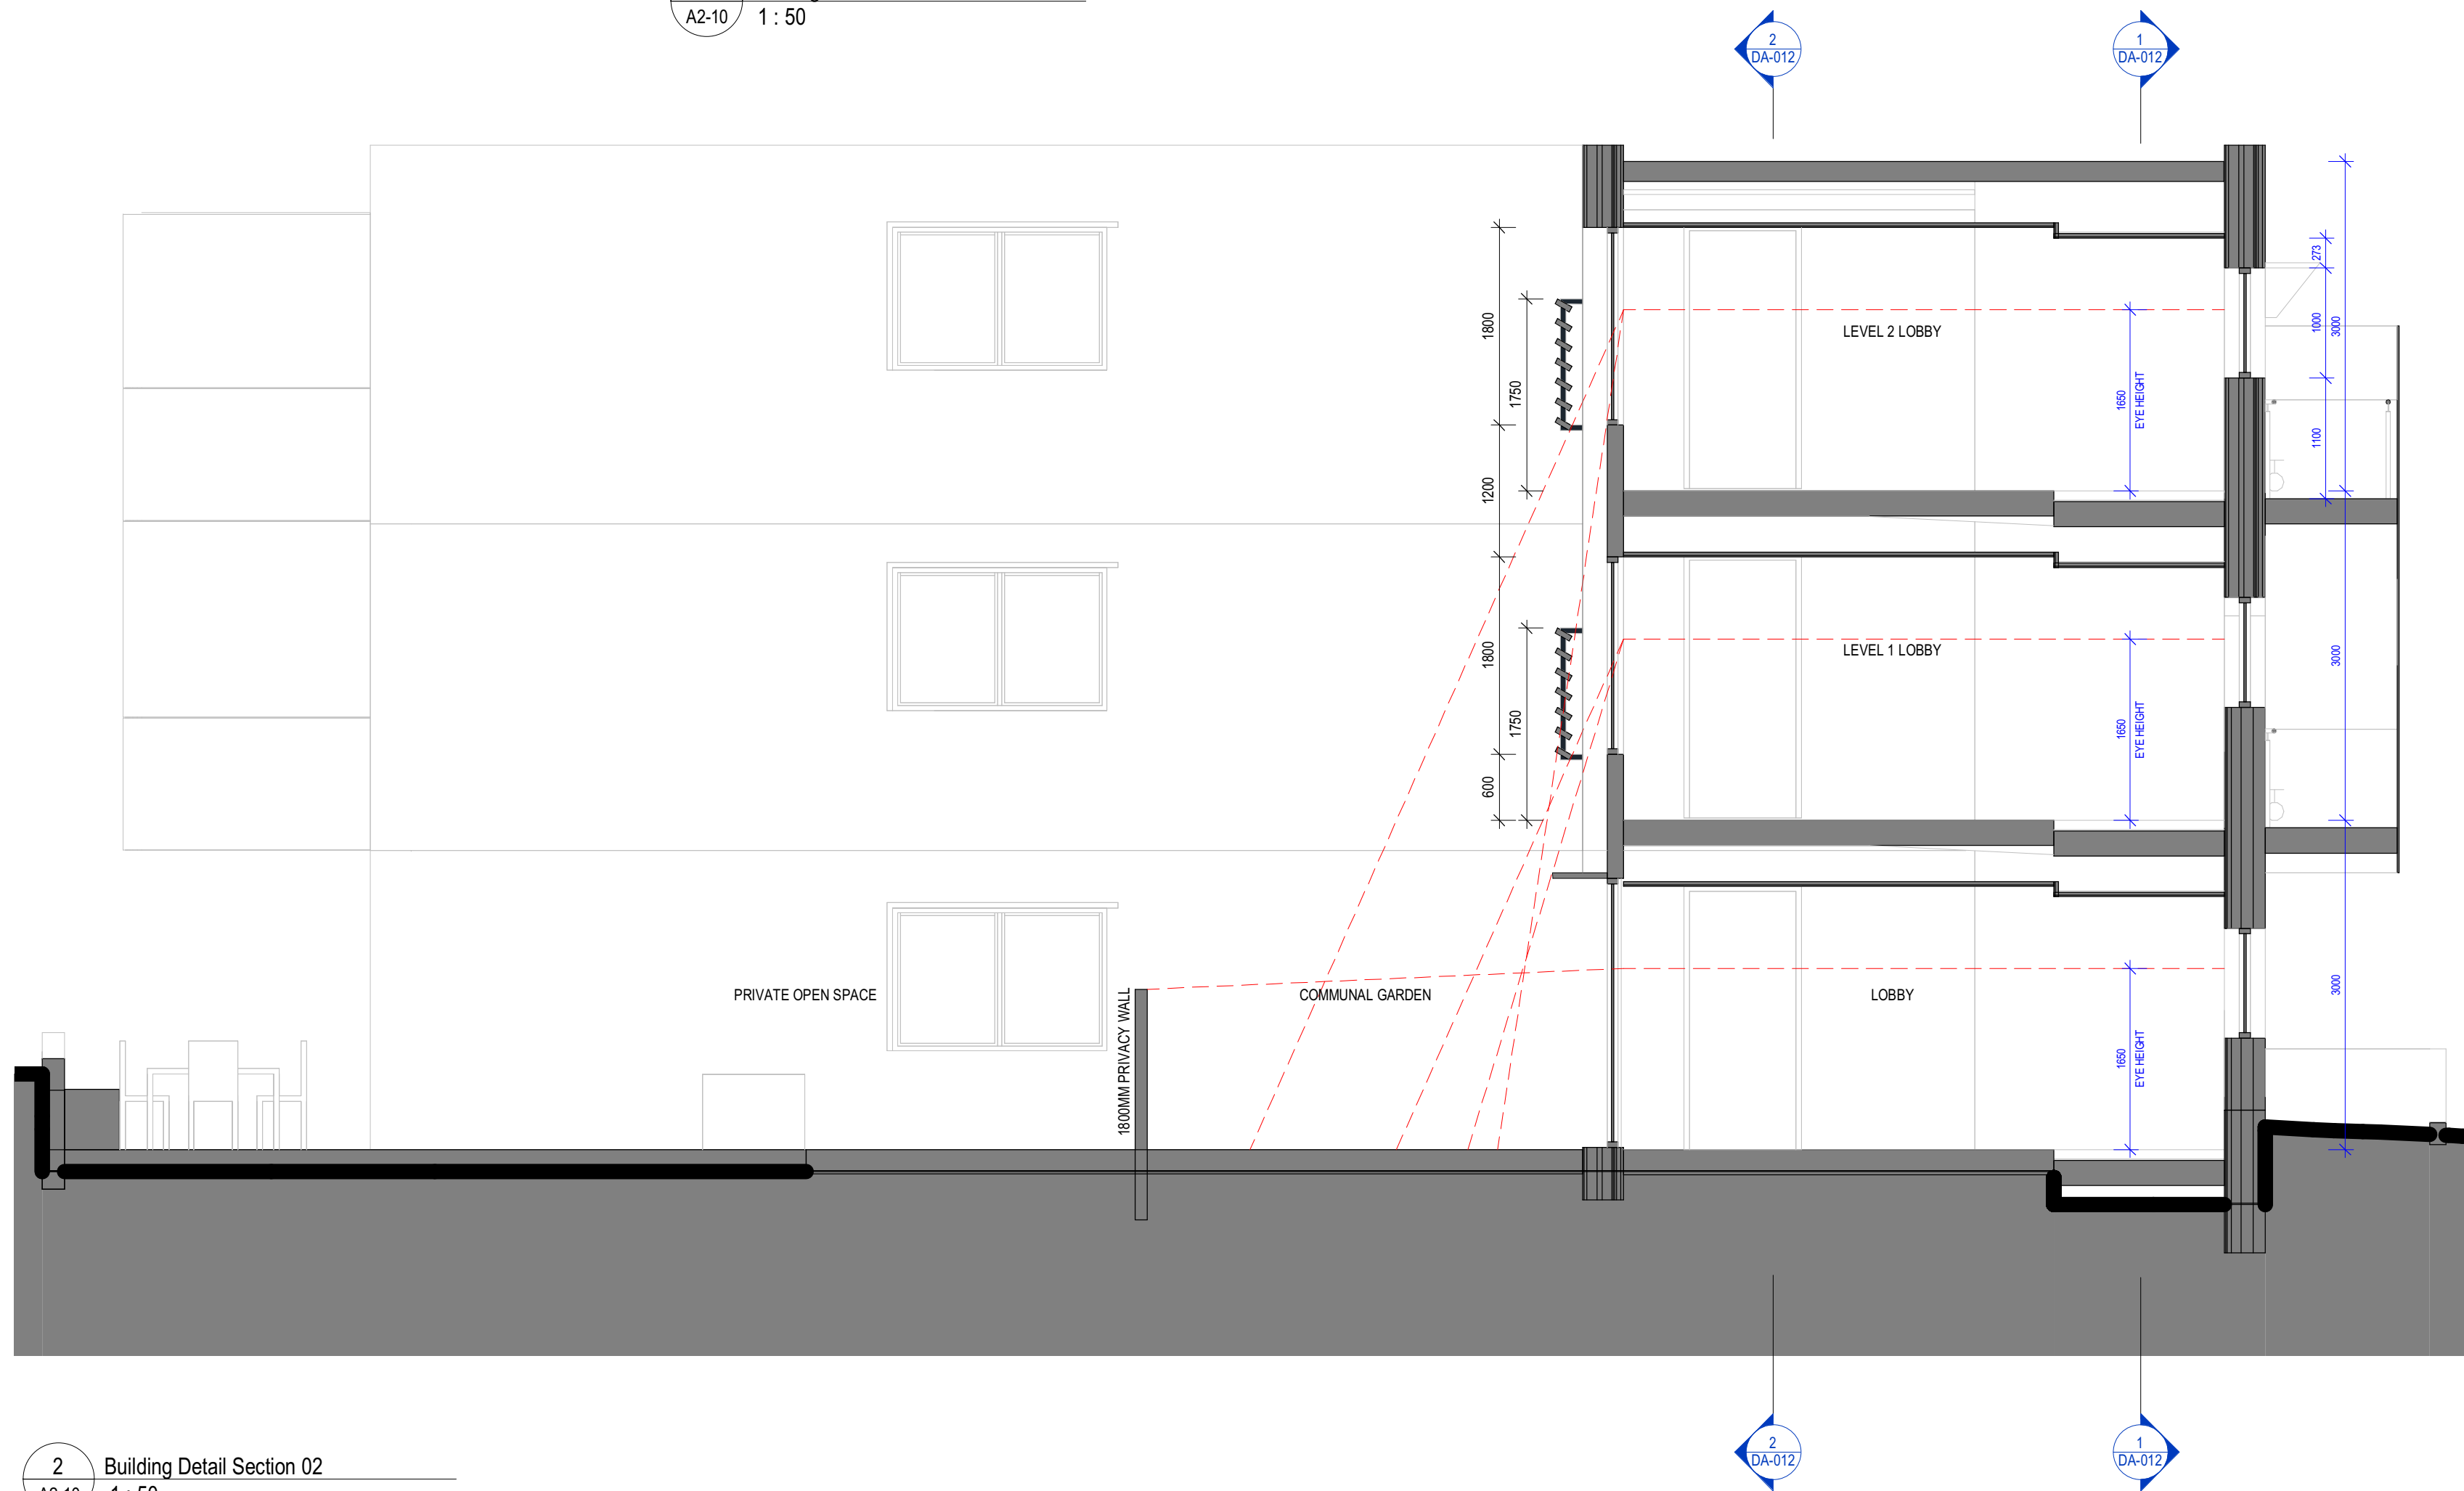 A2-10
1 : 50
2
DA-012
1
DA-012
273
1800
1000
3000
LEVEL 2 LOBBY
1750
1650
EYE HEIGHT
1100
1200
1800
LEVEL 1 LOBBY
3000
1750
1650
EYE HEIGHT
600
PRIVATE OPEN SPACE
1800MM PRIVACY WALL
COMMUNAL GARDEN
LOBBY
3000
1650
EYE HEIGHT
2
DA-012
1
DA-012
2
Building Detail Section 02
1 : 50